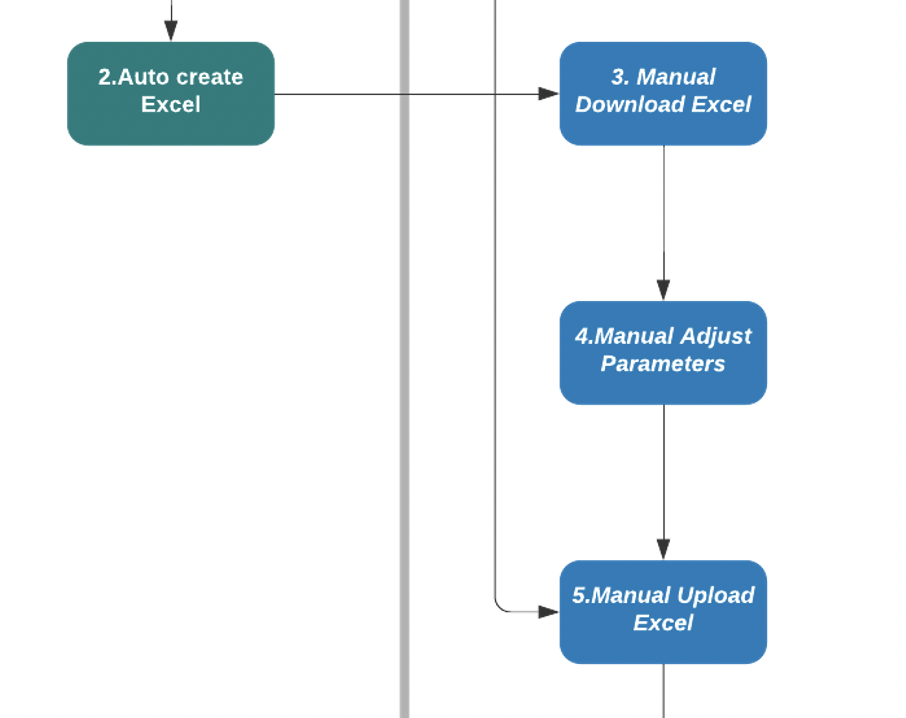 2.Auto create
Excel
3. Manual
Download Excel
4.Manual Adjust
Parameters
5.Manual Upload
Excel